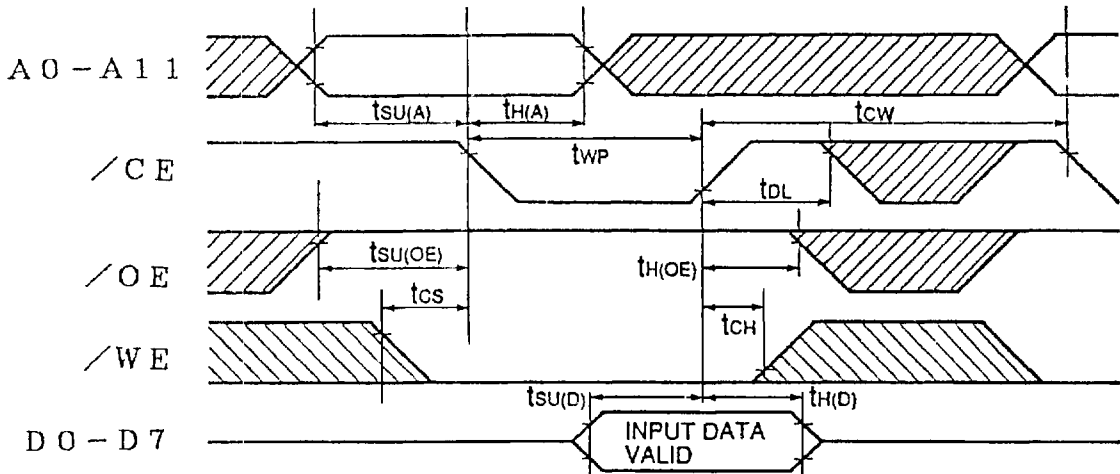 A0-A11
tSU(A)
tH(A)
tCW
tWP
/CE
tDL
tSU(OE)
tH(OE)
/OE
tCS
tCH
/WE
tSU(D)
tH(D)
D0-D7
INPUT DATA
VALID